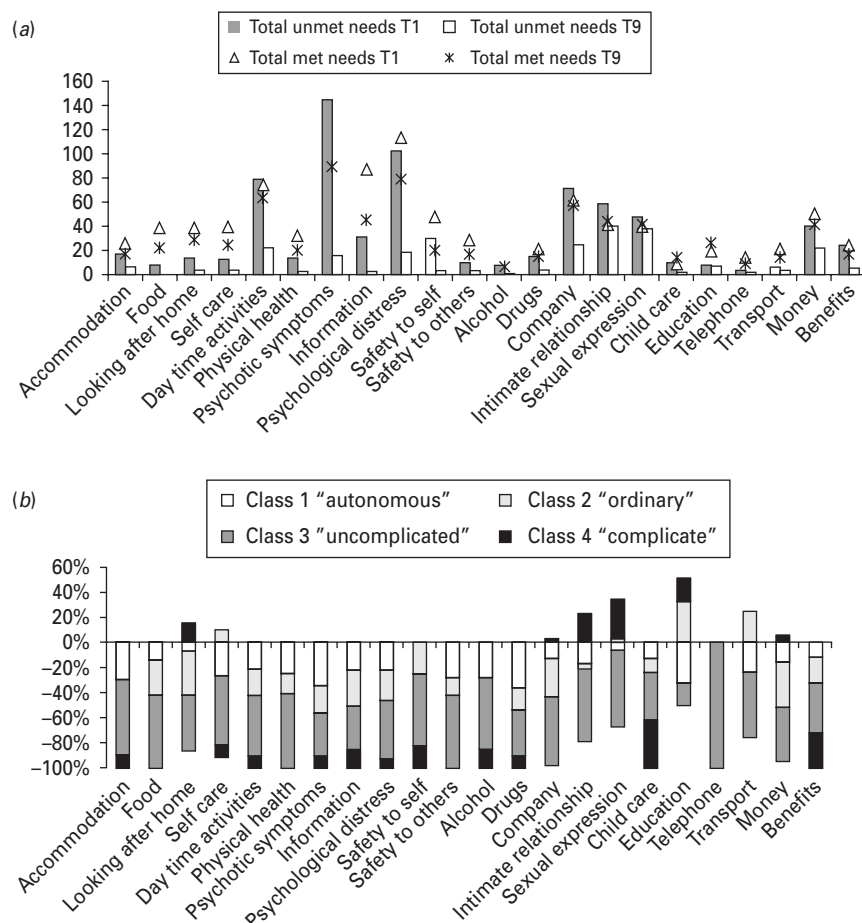 (a)
Total unmet needs T1 Total unmet needs T9
Total met needs T1 Total met needs T9
160
140
120
100
80
60
40
20
0
Accommodation
Food
Looking after home
Self care
Day time activities
Physical health
Psychotic symptoms
Information
Psychological distress
Safety to self
Safety to others
Alcohol
Drugs
Company
Intimate relationship
Sexual expression
Child care
Education
Telephone
Transport
Money
Benefits
(b)
Class 1 “autonomous” Class 2 “ordinary”
Class 3 ”uncomplicated” Class 4 “complicate”
60%
40%
20%
0%
–20%
–40%
–60%
–80%
–100%
Accommodation
Food
Looking after home
Self care
Day time activities
Physical health
Psychotic symptoms
Information
Psychological distress
Safety to self
Safety to others
Alcohol
Drugs
Company
Intimate relationship
Sexual expression
Child care
Education
Telephone
Transport
Money
Benefits